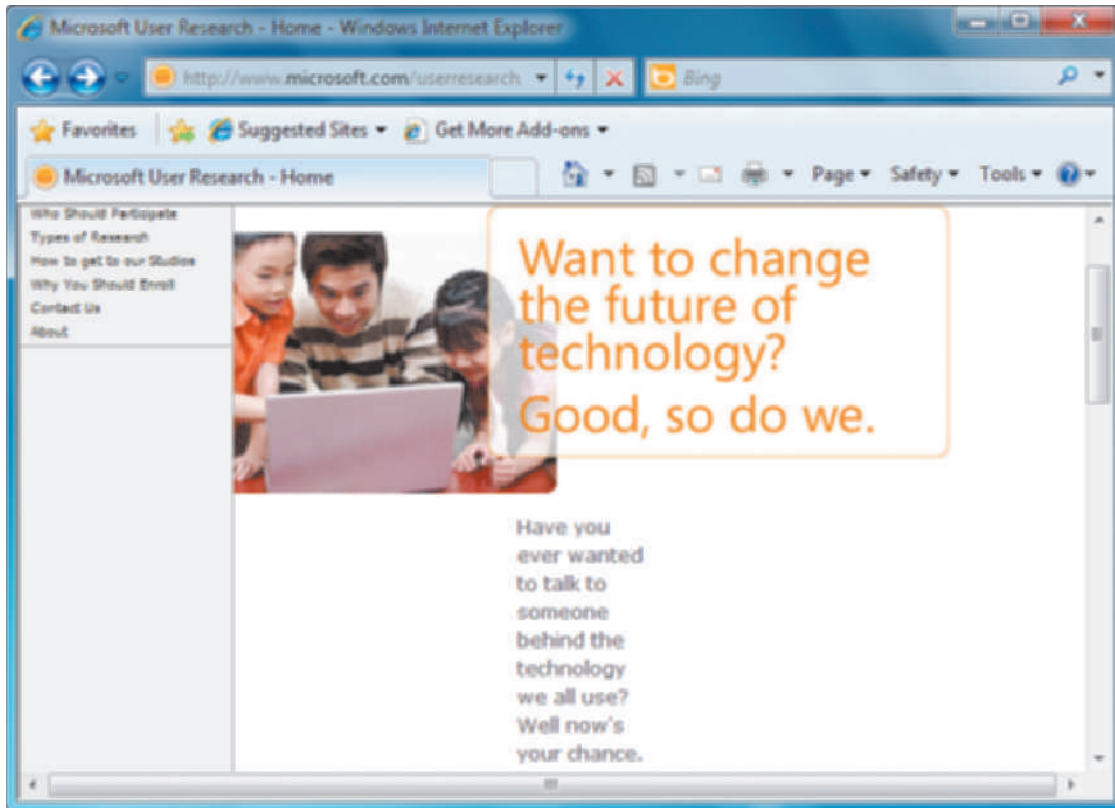 Microsoft User Research - Home - Windows Internet Explorer
http://www.microsoft.com/userresearch
Bing
Favorites Suggested Sites Get More Add-ons
Microsoft User Research - Home Page Safety Tools
Who Should Participate
Types of Research
How to get to our Studios
Why You Should Enroll
Contact Us
About
Want to change
the future of
technology?
Good, so do we.
Have you
ever wanted
to talk to
someone
behind the
technology
we all use?
Well now's
your chance.